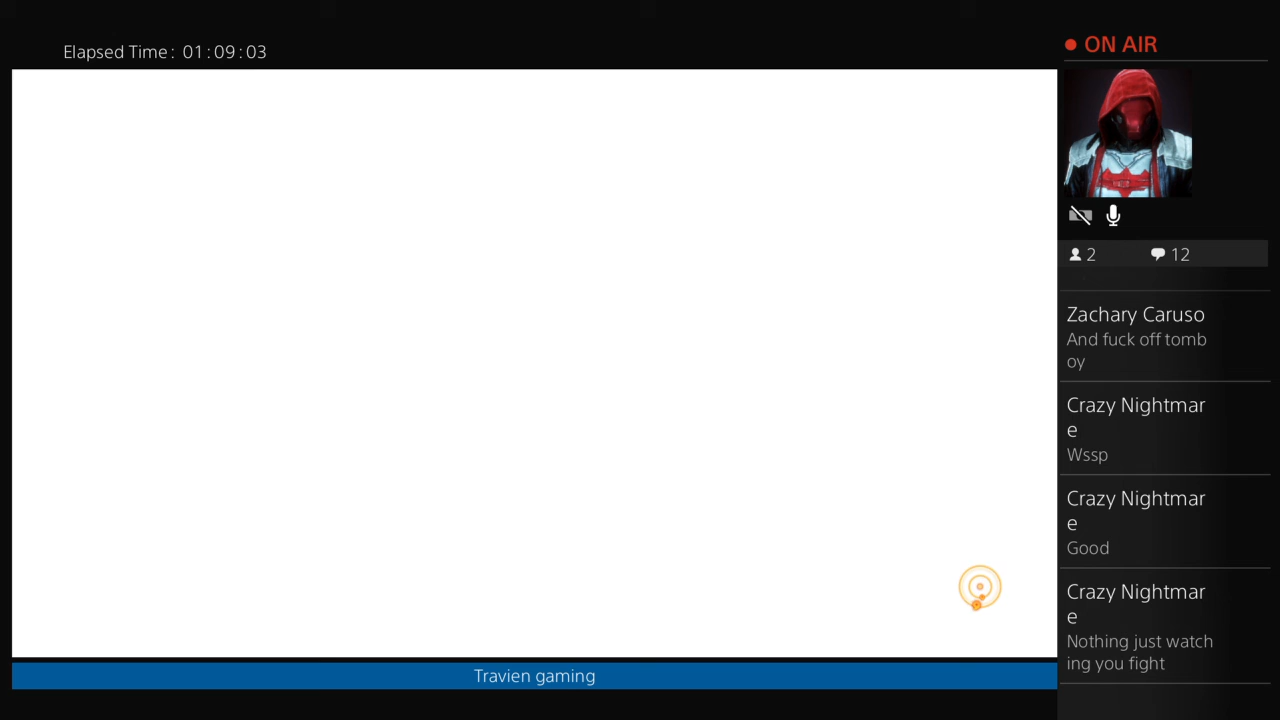 Elapsed Time: 01:09:03
ON AIR
2 12
Zachary Caruso
And fuck off tomb
oy
Crazy Nightmar
e
Wssp
Crazy Nightmar
e
Good
Crazy Nightmar
e
Nothing just watch
ing you fight
Travien gaming